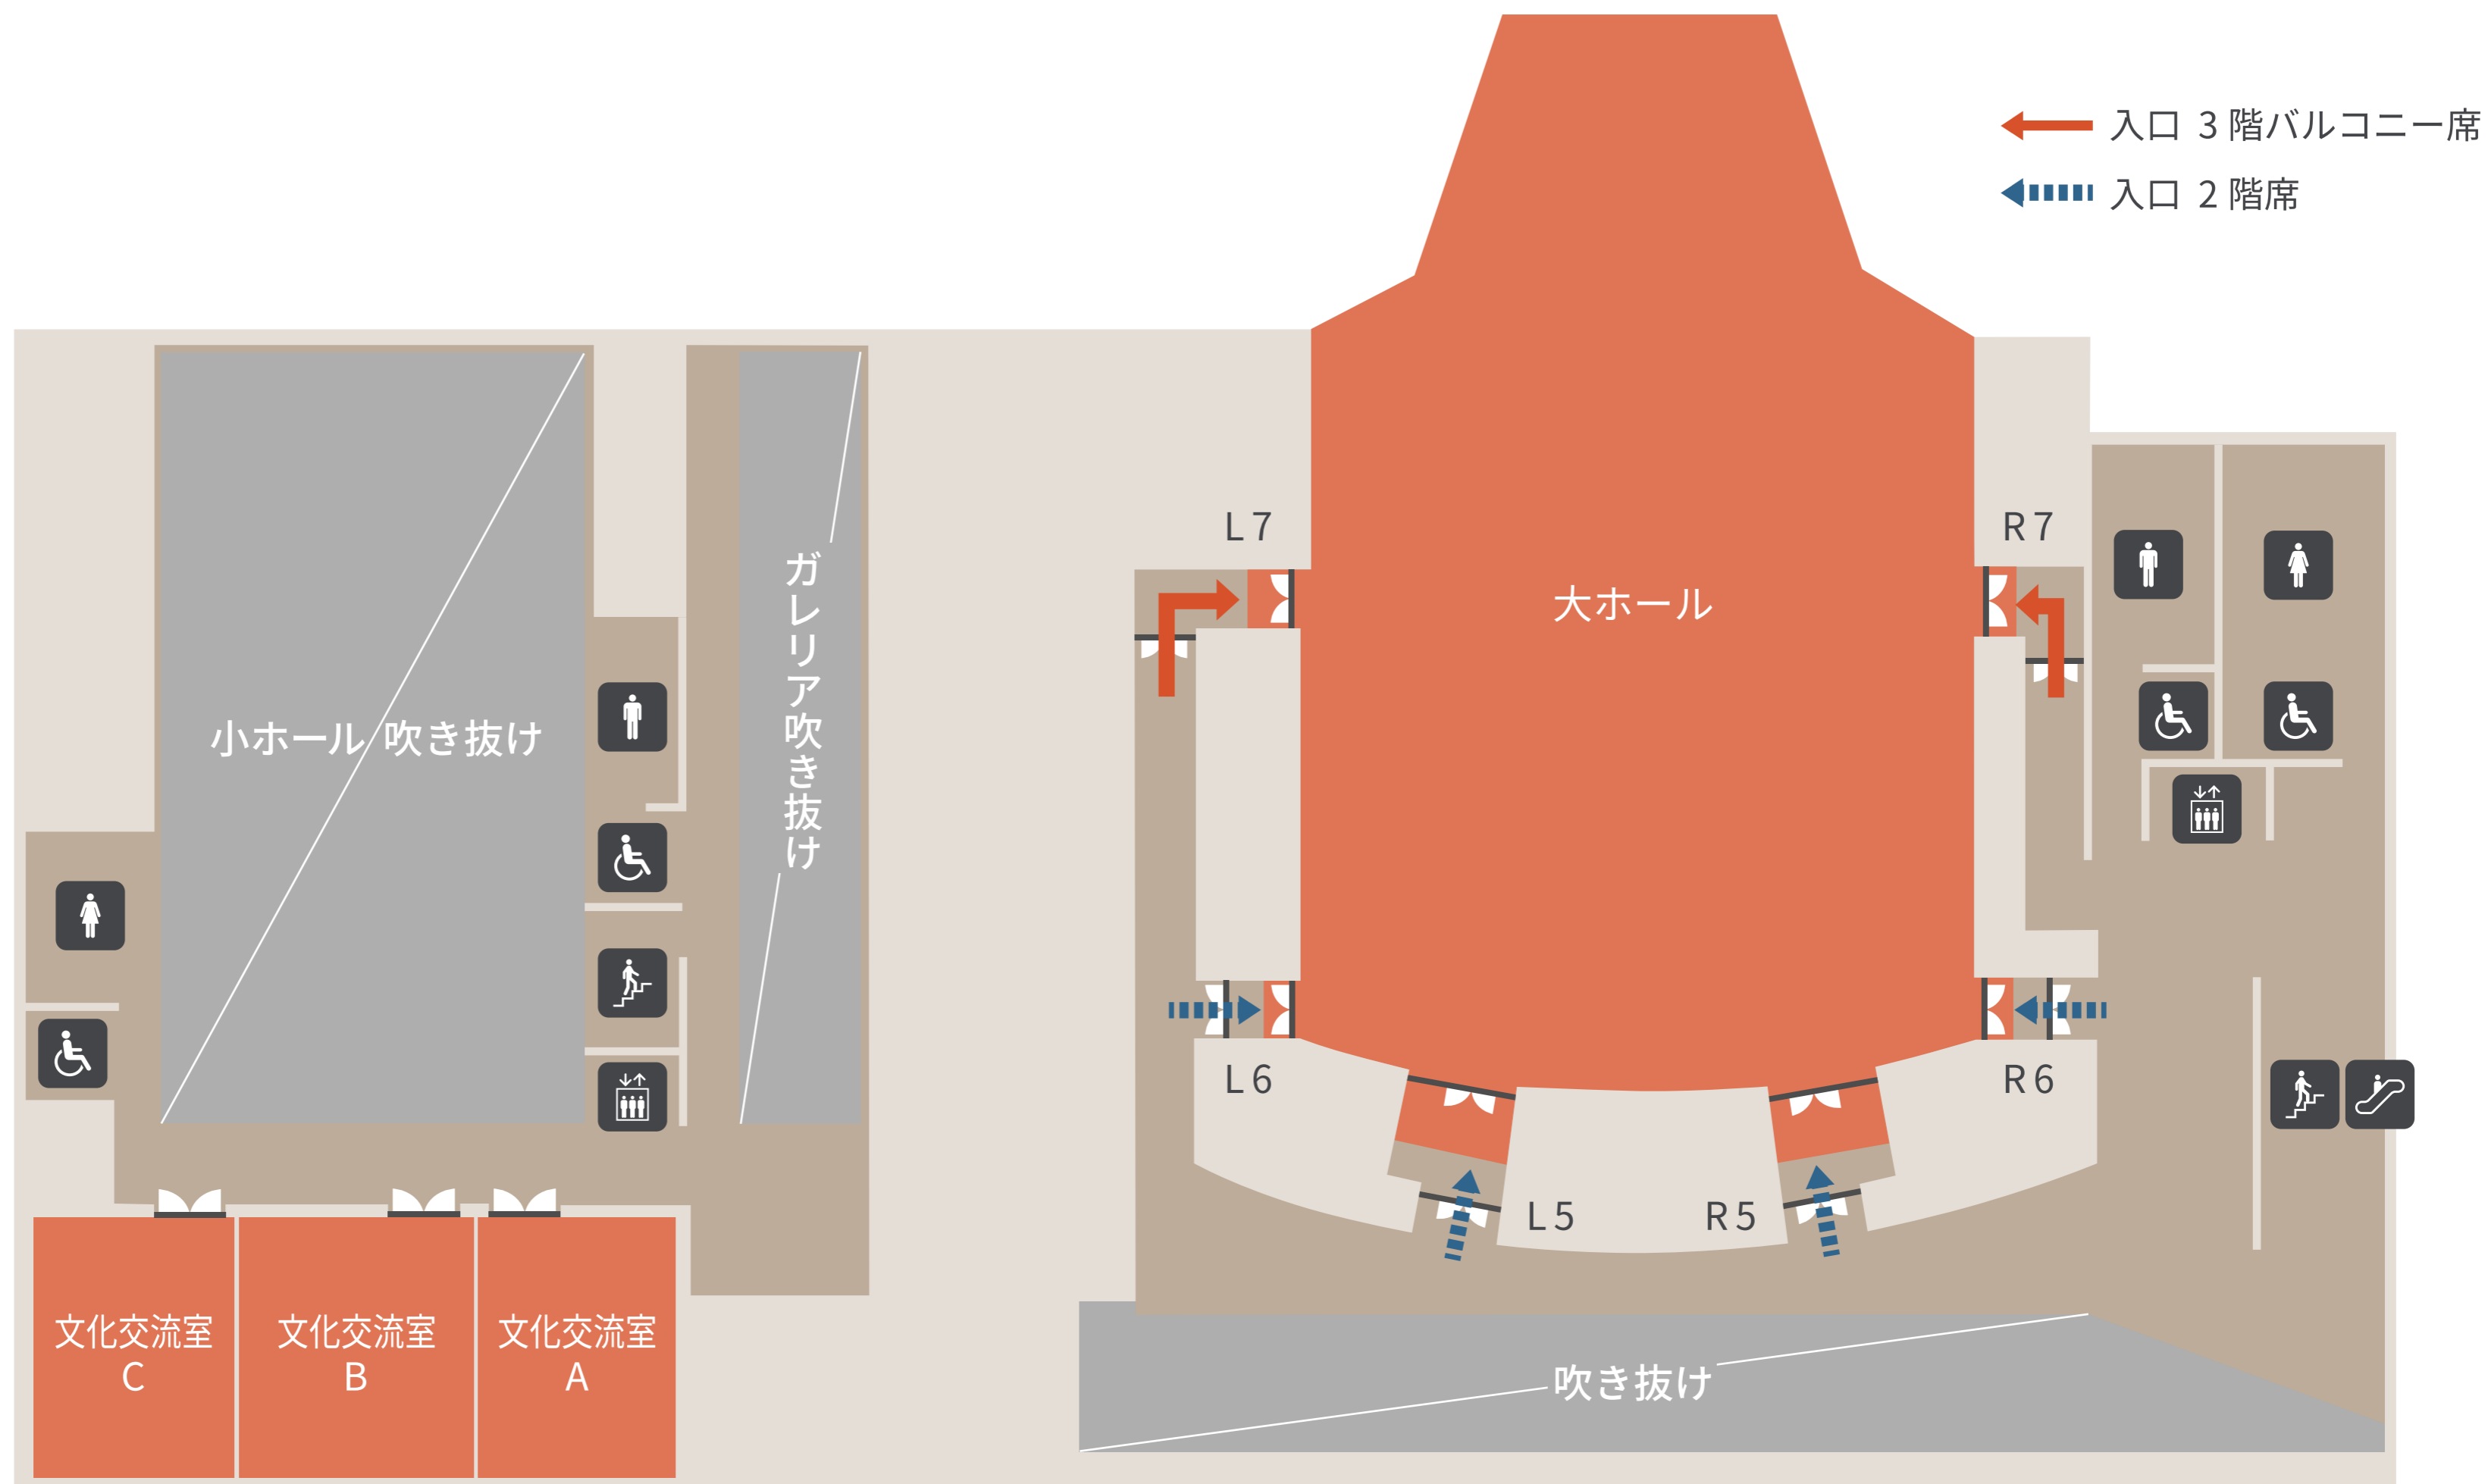 入口 3 階バルコニー席
入口 2 階席
L7
R7
大ホール
ガレリア吹き抜け
小ホール 吹き抜け
L6
R6
L5
R5
文化交流室
C
文化交流室
B
文化交流室
A
吹き抜け